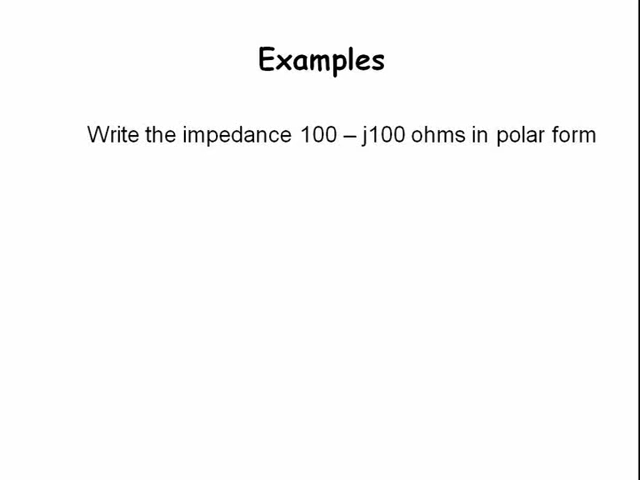 Examples
Write the impedance 100 – j100 ohms in polar form